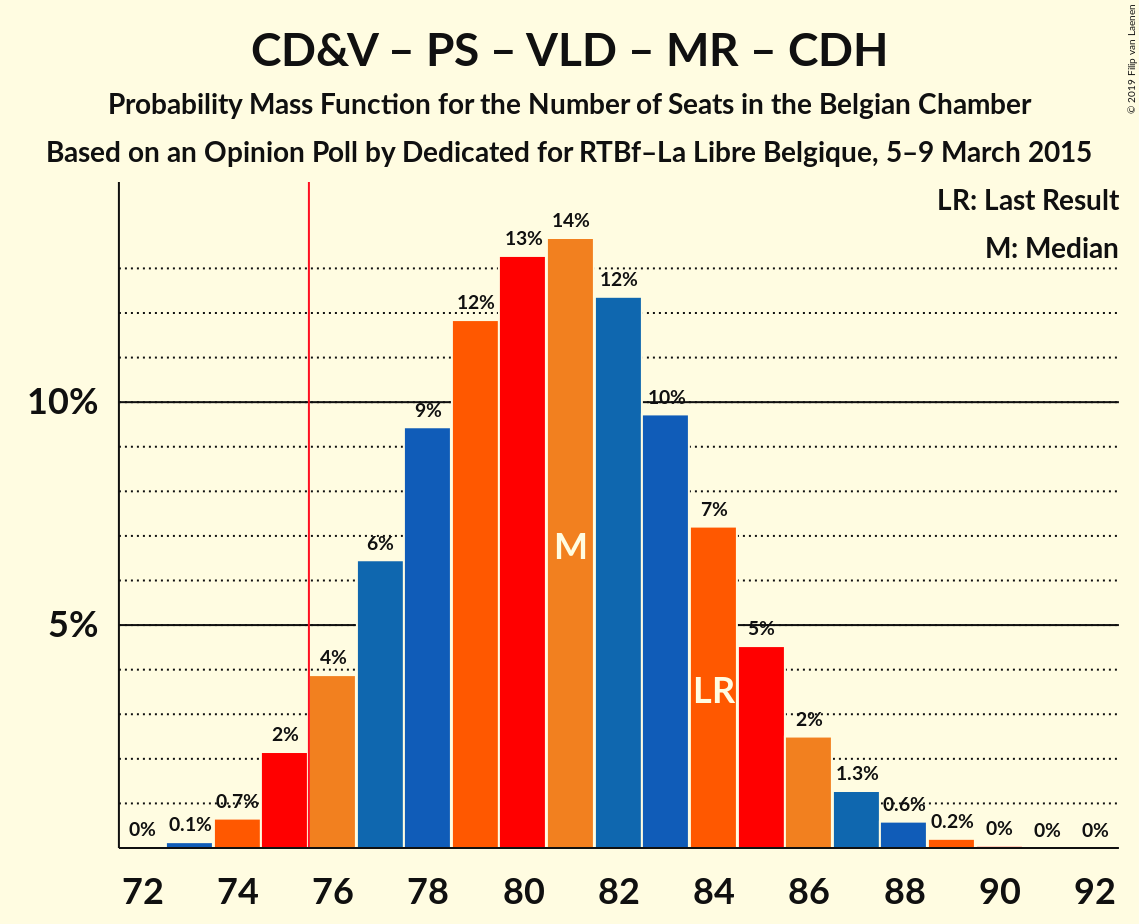 CD&V – PS – VLD – MR – CDH
Probability Mass Function for the Number of Seats in the Belgian Chamber
Based on an Opinion Poll by Dedicated for RTBf–La Libre Belgique, 5–9 March 2015
© 2019 Filip van Laenen
LR: Last Result
M: Median
10%
5%
0%
0.1%
0.7%
2%
4%
6%
9%
12%
13%
14%
12%
10%
7%
5%
2%
1.3%
0.6%
0.2%
0%
0%
0%
M
LR
72 74 76 78 80 82 84 86 88 90 92